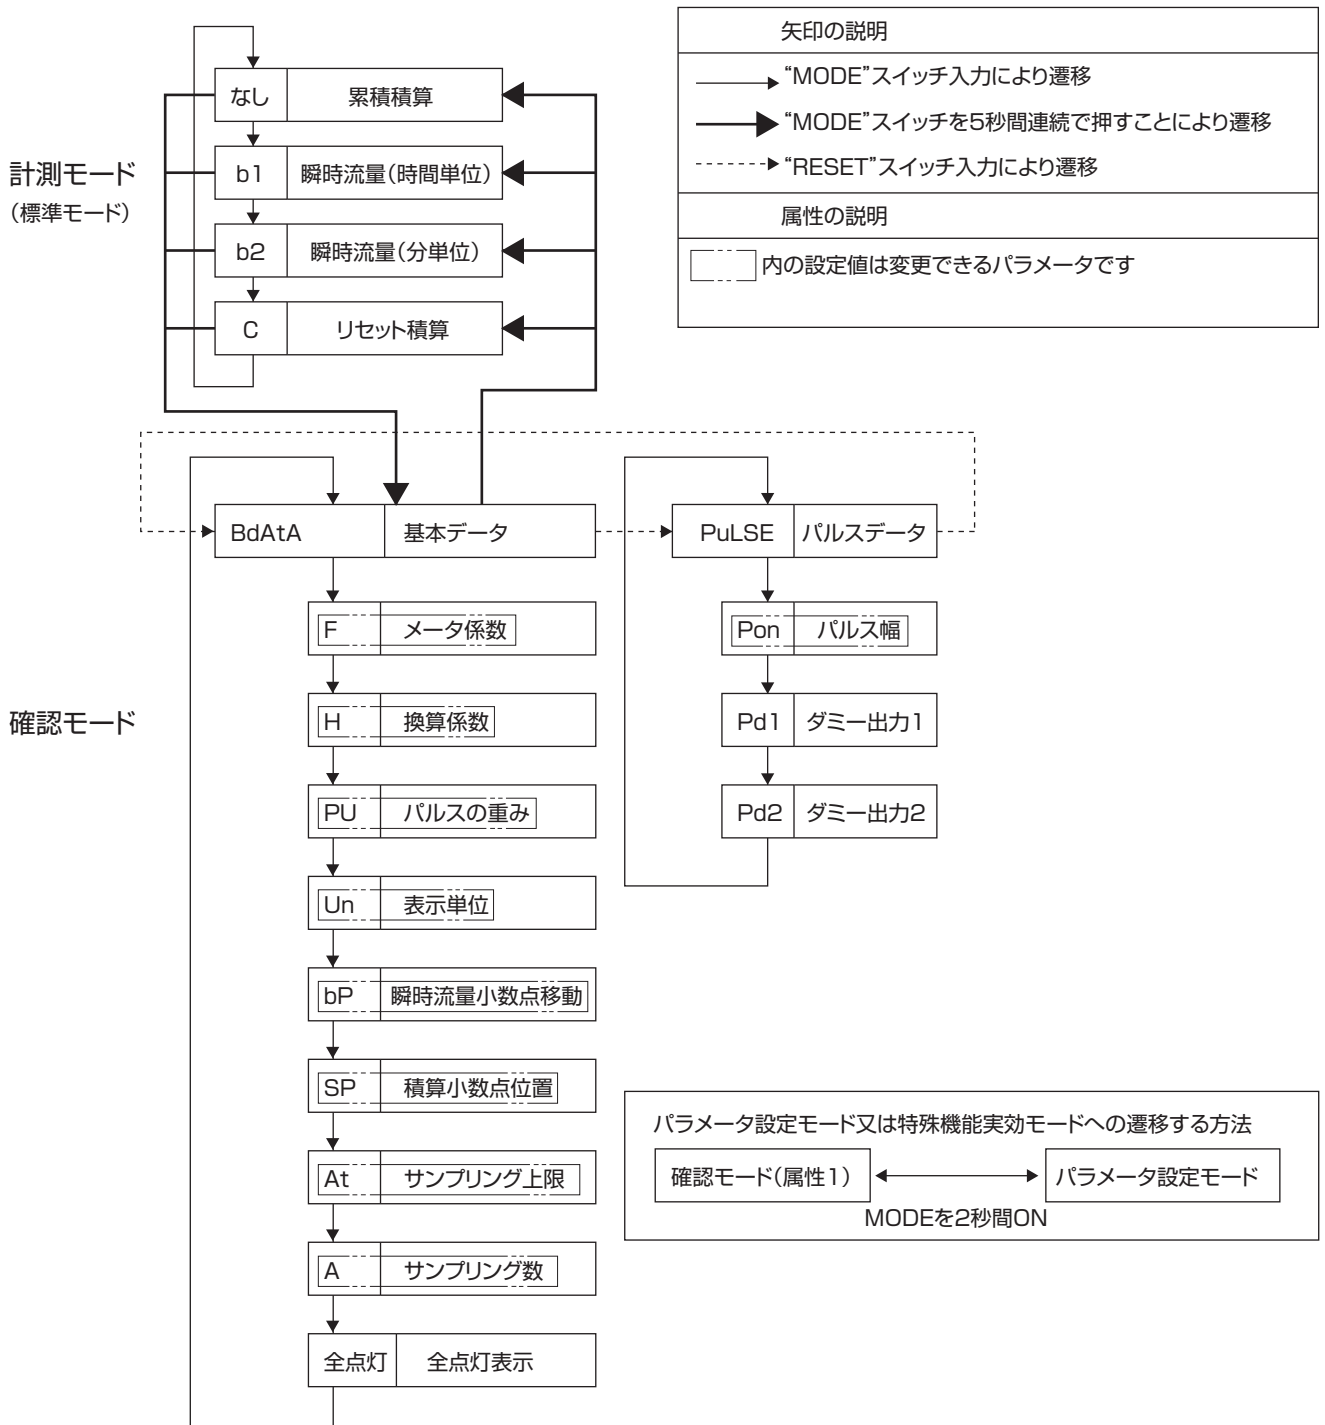 矢印の説明
“MODE”スイッチ入力により遷移
“MODE”スイッチを5秒間連続で押すことにより遷移
“RESET”スイッチ入力により遷移
属性の説明
内の設定値は変更できるパラメータです
計測モード
（標準モード）
なし 累積積算
b1 瞬時流量（時間単位）
b2 瞬時流量（分単位）
C リセット積算
確認モード
BdAtA 基本データ
F メータ係数
H 換算係数
PU パルスの重み
Un 表示単位
bP 瞬時流量小数点移動
SP 積算小数点位置
At サンプリング上限
A サンプリング数
全点灯 全点灯表示
PuLSE パルスデータ
Pon パルス幅
Pd1 ダミー出力1
Pd2 ダミー出力2
パラメータ設定モード又は特殊機能実効モードへの遷移する方法
確認モード（属性1） パラメータ設定モード
MODEを2秒間ON